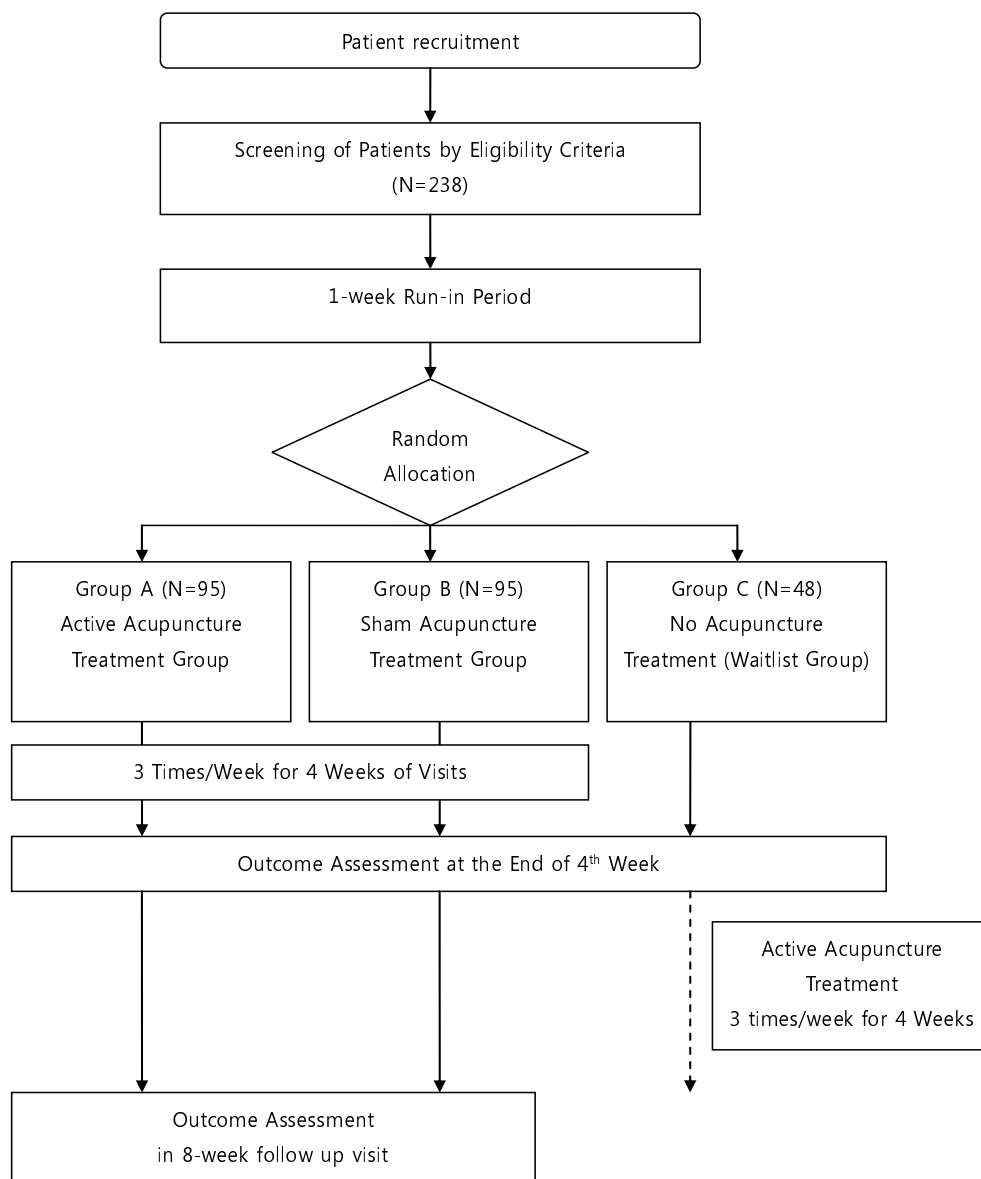 Patient recruitment
Screening of Patients by Eligibility Criteria
(N=238)
1-week Run-in Period
Random
Allocation
Group A (N=95)
Active Acupuncture
Treatment Group
Group B (N=95)
Sham Acupuncture
Treatment Group
Group C (N=48)
No Acupuncture
Treatment (Waitlist Group)
3 Times/Week for 4 Weeks of Visits
Outcome Assessment at the End of 4th Week
Active Acupuncture
Treatment
3 times/week for 4 Weeks
Outcome Assessment
in 8-week follow up visit